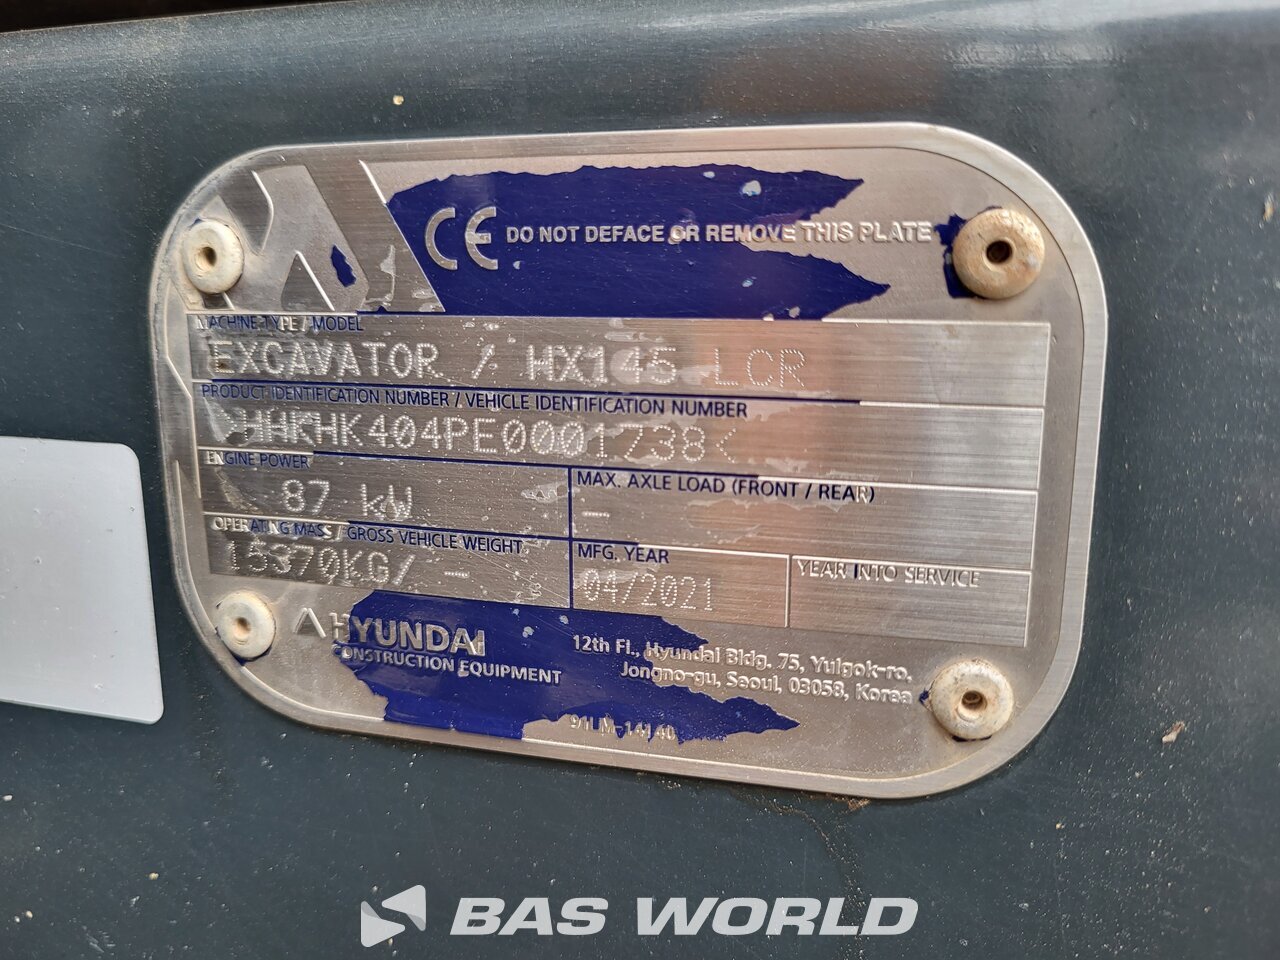 CE DO NOT DEFACE OR REMOVE THIS PLATE
MACHINE TYPE / MODEL
EXCAVATOR / HX145 LCR
PRODUCT IDENTIFICATION NUMBER / VEHICLE IDENTIFICATION NUMBER
>HHKHK404PE0001738<
ENGINE POWER
87 kW
MAX. AXLE LOAD (FRONT / REAR)
-
OPERATING MASS / GROSS VEHICLE WEIGHT
15370KG/ -
MFG. YEAR
04/2021
YEAR INTO SERVICE
HYUNDAI
CONSTRUCTION EQUIPMENT
12th Fl., Hyundai Bldg. 75, Yulgok-ro,
Jongno-gu, Seoul, 03058, Korea
91LM-14140
BAS WORLD